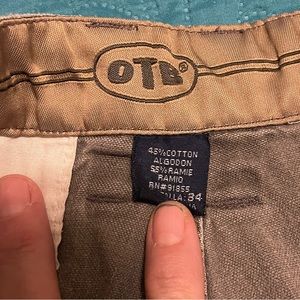 OTB®
45% COTTON
ALGODON
55% RAMIE
RAMIO
RN# 91855
34